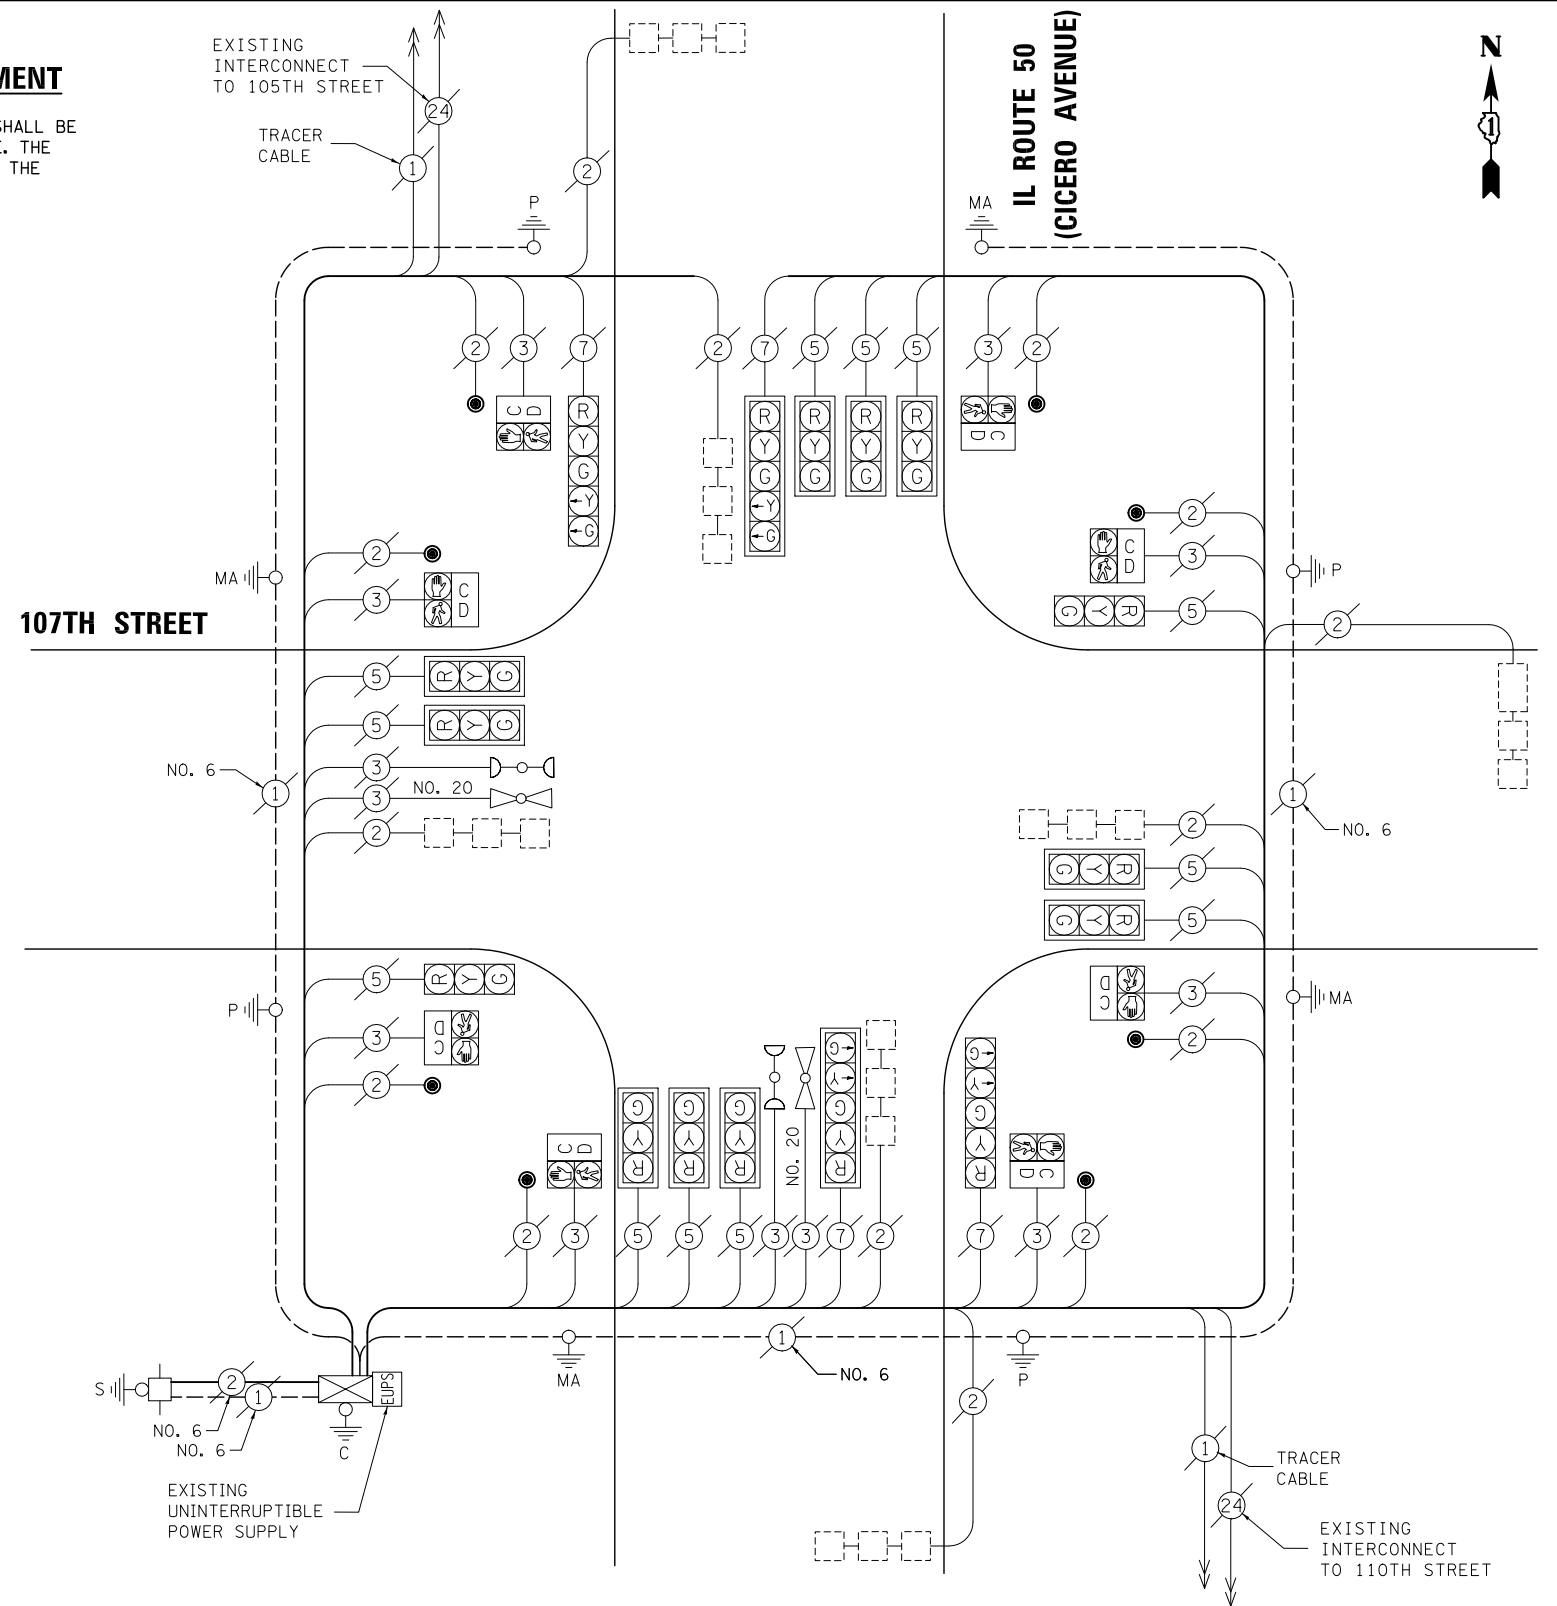 MENT
SHALL BE
E. THE
THE
EXISTING
INTERCONNECT
TO 105TH STREET
24
TRACER
CABLE
1
2
IL ROUTE 50
(CICERO AVENUE)
N
1
P
MA
2
3
7
2
7
5
5
5
3
2
C
D
R
Y
G
Y
G
R
Y
G
Y
G
R
Y
G
R
Y
G
R
Y
G
C
D
2
3
C
D
MA
2
3
C
D
P
107TH STREET
R Y G
5
2
5
R Y G
5
R Y G
NO. 6
1
3
3
NO. 20
2
1
NO. 6
2
5
R Y G
5
R Y G
5
R Y G
P
3
C
D
2
3
C
D
MA
2
G
Y
G
Y
R
G
Y
R
G
Y
R
G
Y
R
NO. 20
G
Y
G
Y
R
C
D
C
D
2
3
5
5
5
3
3
7
2
7
3
2
MA
1
NO. 6
P
S
2
1
NO. 6
NO. 6
EUPS
C
2
EXISTING
UNINTERRUPTIBLE
POWER SUPPLY
1
TRACER
CABLE
24
EXISTING
INTERCONNECT
TO 110TH STREET